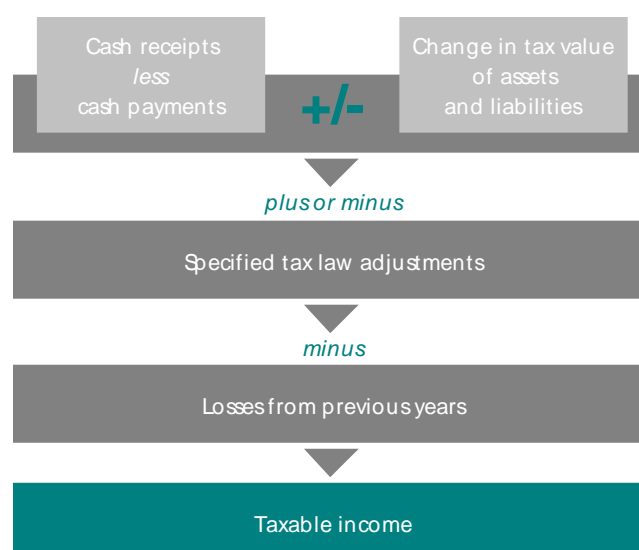 Cash receipts
less
cash payments
+/-
Change in tax value
of assets
and liabilities
plus or minus
Specified tax law adjustments
minus
Losses from previous years
Taxable income